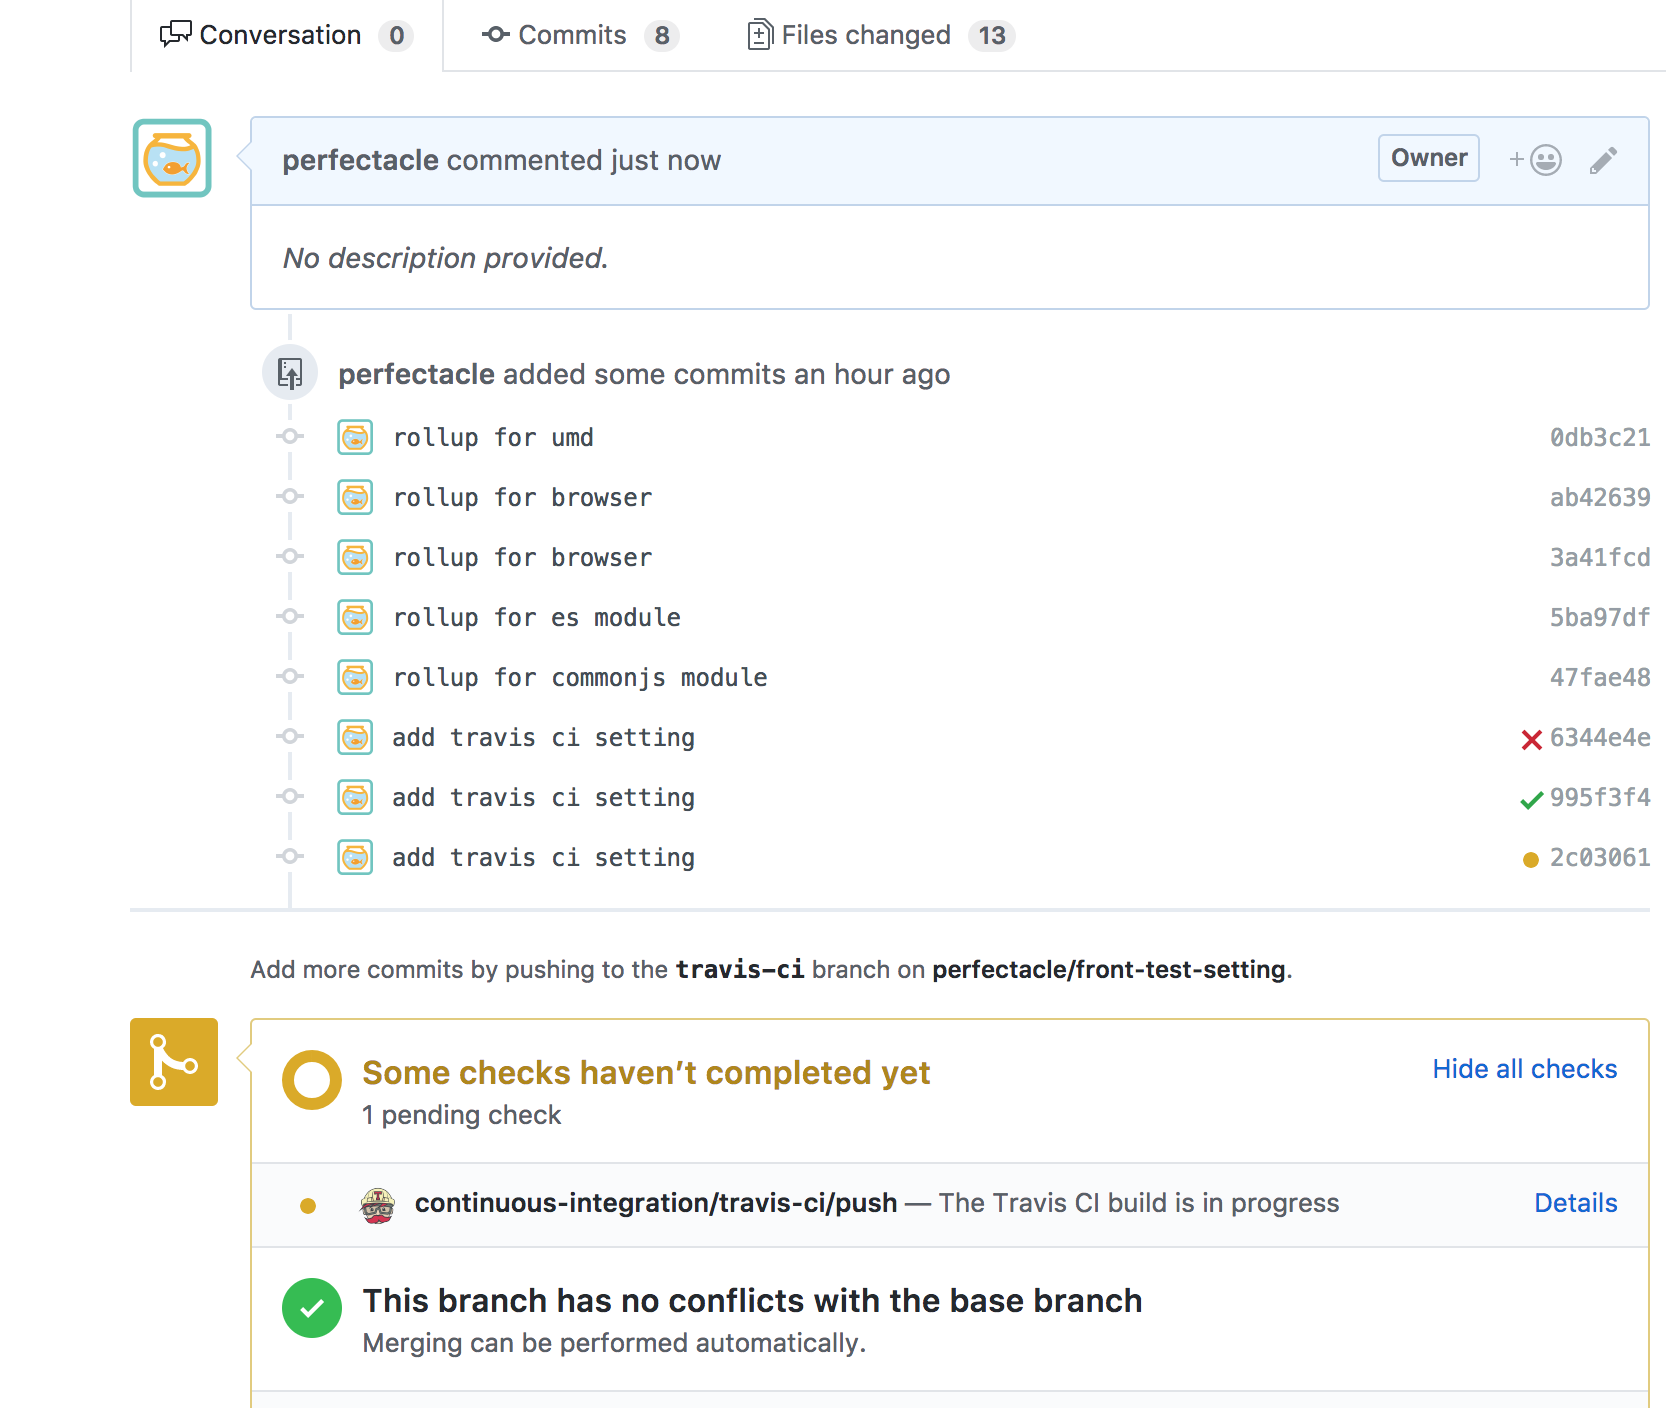 Conversation 0 Commits 8 Files changed 13
perfectacle commented just now Owner
No description provided.
perfectacle added some commits an hour ago
rollup for umd 0db3c21
rollup for browser ab42639
rollup for browser 3a41fcd
rollup for es module 5ba97df
rollup for commonjs module 47fae48
add travis ci setting 6344e4e
add travis ci setting 995f3f4
add travis ci setting 2c03061
Add more commits by pushing to the travis-ci branch on perfectacle/front-test-setting.
Some checks haven’t completed yet Hide all checks
1 pending check
continuous-integration/travis-ci/push — The Travis CI build is in progress Details
This branch has no conflicts with the base branch
Merging can be performed automatically.